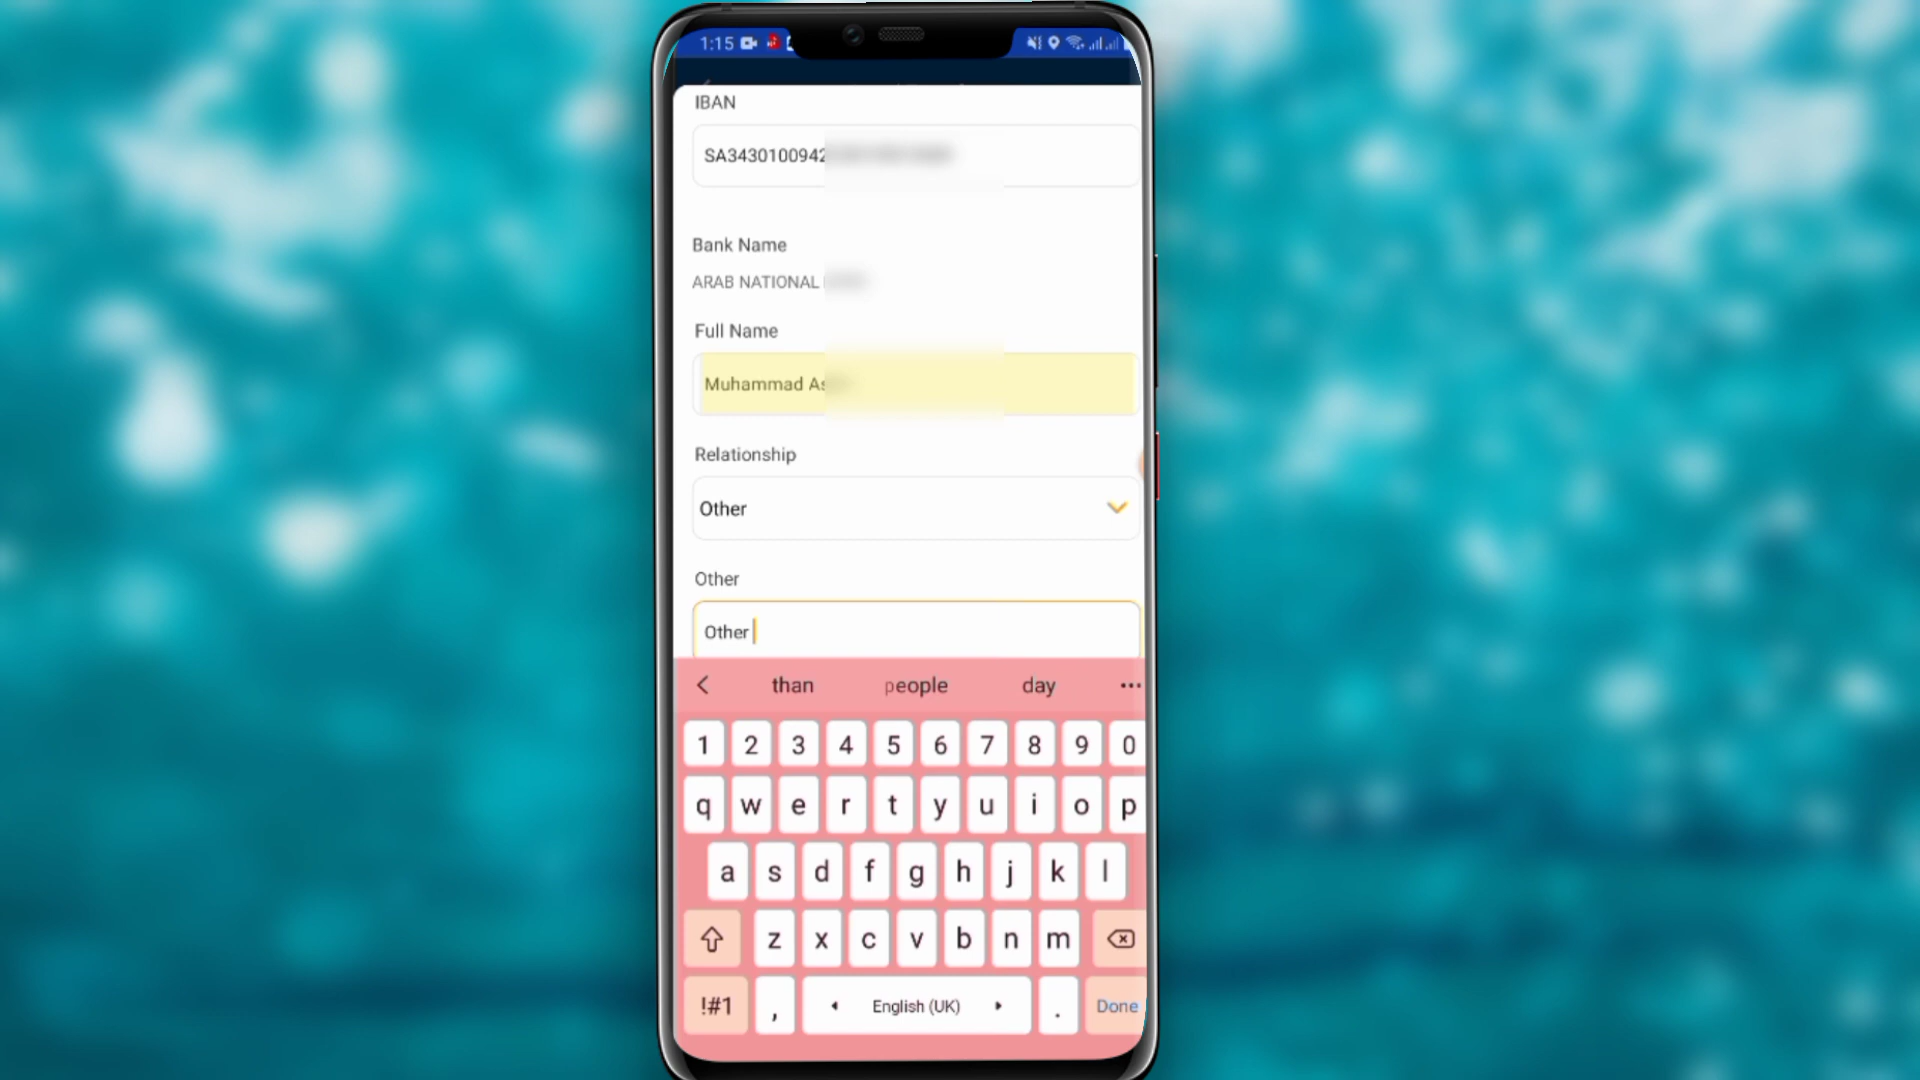 1:15
IBAN
SA3430100942
Bank Name
ARAB NATIONAL
Full Name
Muhammad
Relationship
Other
Other
Other
than people day
1 2 3 4 5 6 7 8 9 0
q w e r t y u i o p
a s d f g h j k l
z x c v b n m
!#1 , English (UK) . Done